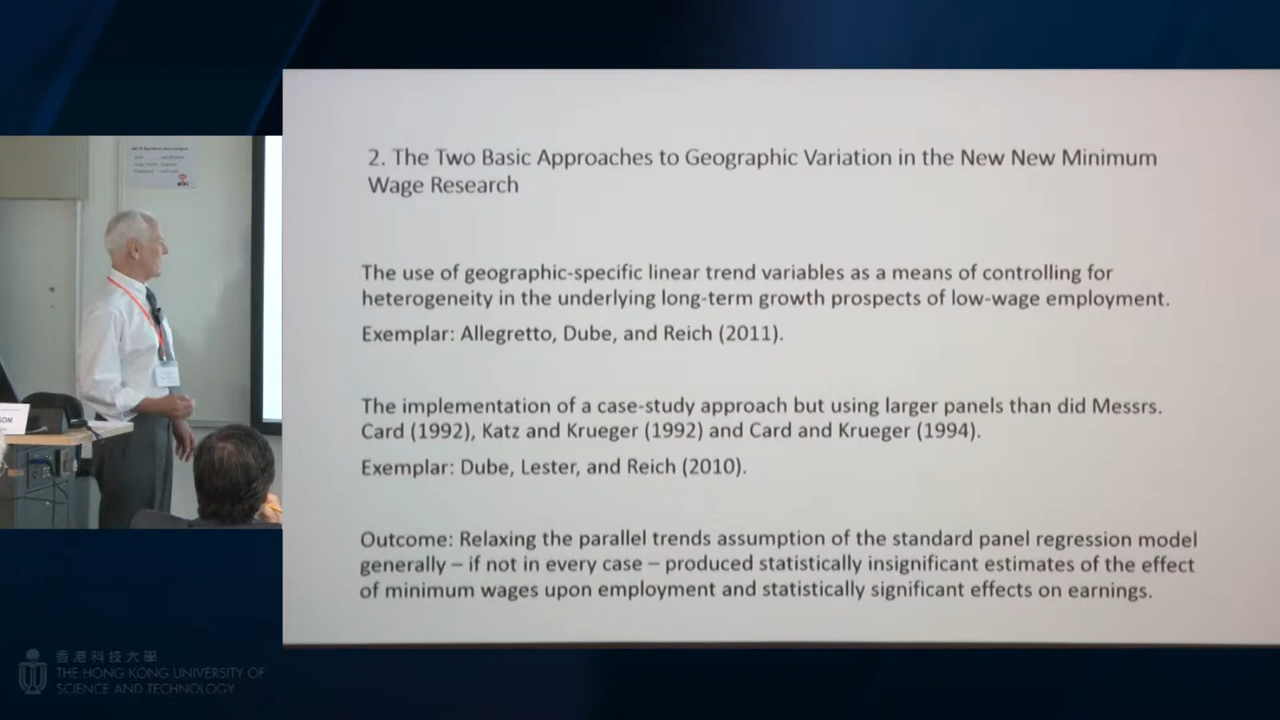 2. The Two Basic Approaches to Geographic Variation in the New New Minimum
Wage Research
The use of geographic-specific linear trend variables as a means of controlling for
heterogeneity in the underlying long-term growth prospects of low-wage employment.
Exemplar: Allegretto, Dube, and Reich (2011).
The implementation of a case-study approach but using larger panels than did Messrs.
Card (1992), Katz and Krueger (1992) and Card and Krueger (1994).
Exemplar: Dube, Lester, and Reich (2010).
Outcome: Relaxing the parallel trends assumption of the standard panel regression model
generally – if not in every case – produced statistically insignificant estimates of the effect
of minimum wages upon employment and statistically significant effects on earnings.
SON
香港科技大學
THE HONG KONG UNIVERSITY OF
SCIENCE AND TECHNOLOGY